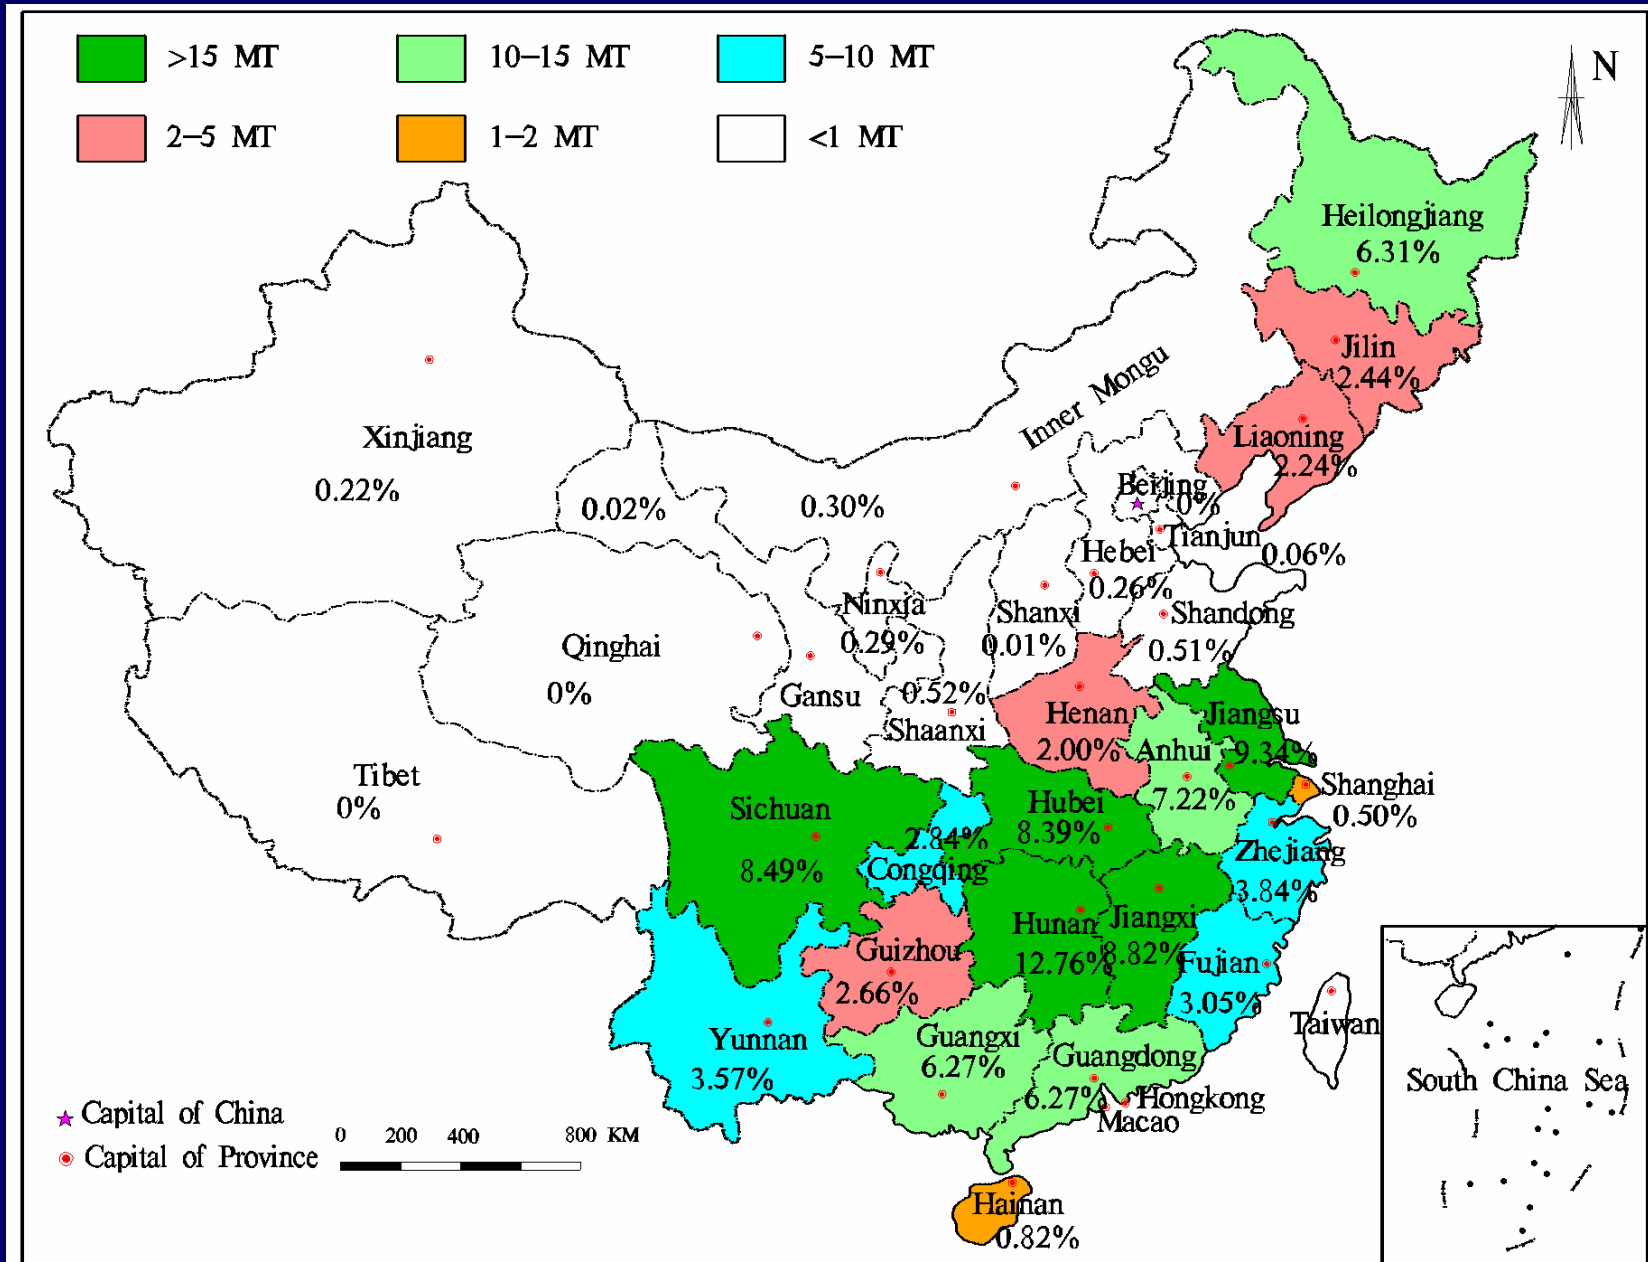 >15 MT
10–15 MT
5–10 MT
2–5 MT
1–2 MT
<1 MT
N
Heilongjiang
6.31%
Jilin
2.44%
Liaoning
2.24%
Inner Mongu
0.30%
Xinjiang
0.22%
0.02%
Beijing
0%
Tianjun
0.06%
Hebei
0.26%
Ninxia
0.29%
Shanxi
0.01%
Shandong
0.51%
Qinghai
0%
Gansu
0.52%
Shaanxi
Henan
2.00%
Jiangsu
9.34%
Anhui
7.22%
Shanghai
0.50%
Tibet
0%
Sichuan
8.49%
2.84%
Congqing
Hubei
8.39%
Zhejiang
3.84%
Hunan
12.76%
Jiangxi
8.82%
Fujian
3.05%
Guizhou
2.66%
Yunnan
3.57%
Guangxi
6.27%
Guangdong
6.27%
Hongkong
Macao
Taiwan
Hainan
0.82%
South China Sea
Capital of China
Capital of Province
0 200 400 800 KM